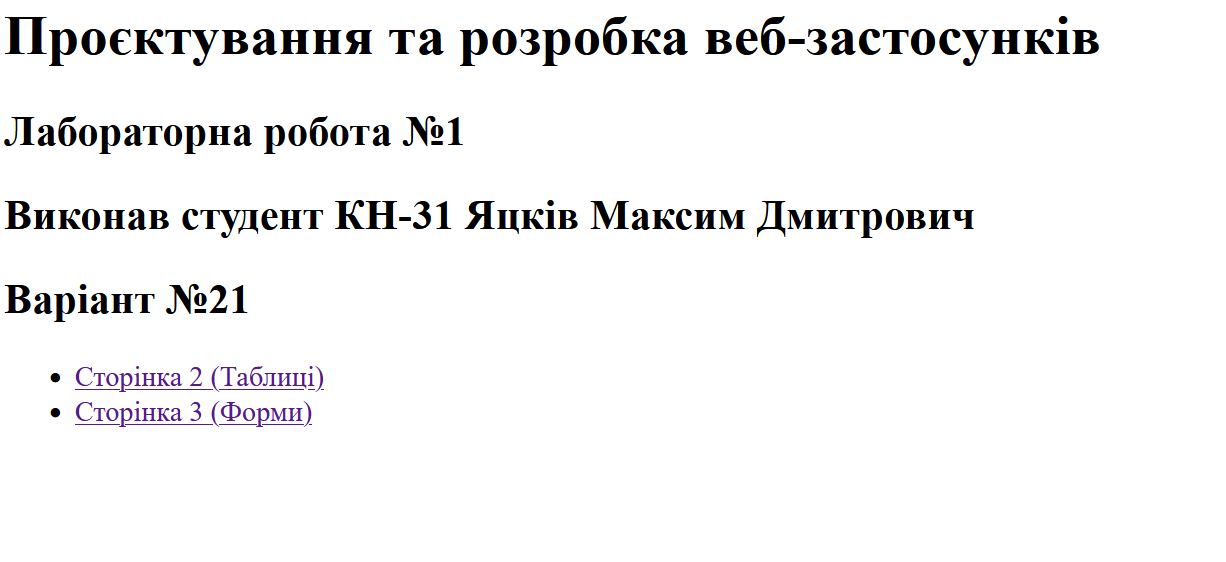 Проєктування та розробка веб-застосунків
Лабораторна робота №1
Виконав студент КН-31 Яцків Максим Дмитрович
Варіант №21
Сторінка 2 (Таблиці)
Сторінка 3 (Форми)